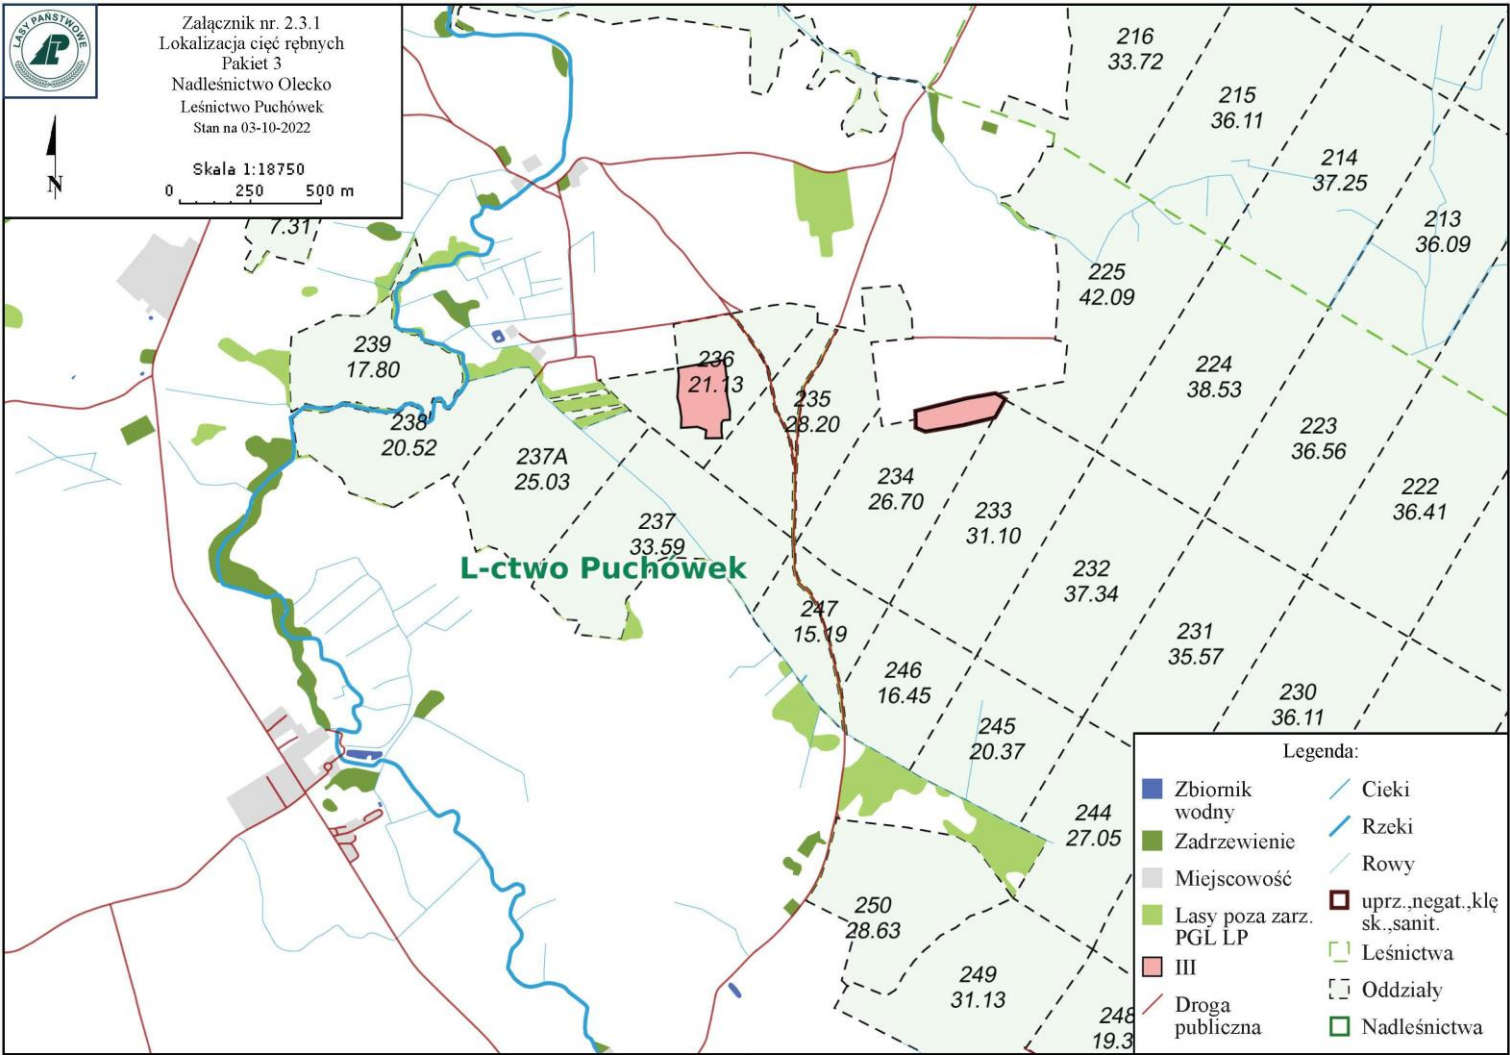 LASY PAŃSTWOWE
Załącznik nr. 2.3.1
Lokalizacja cięć rębnych
Pakiet 3
Nadleśnictwo Olecko
Leśnictwo Puchówek
Stan na 03-10-2022
Skala 1:18750
0 250 500 m
N
7.31
216
33.72
215
36.11
214
37.25
213
36.09
225
42.09
239
17.80
236
21.13
224
38.53
235
28.20
238
20.52
223
36.56
237A
25.03
234
26.70
222
36.41
233
31.10
237
33.59
L-ctwo Puchówek
232
37.34
247
15.19
231
35.57
246
16.45
230
36.11
245
20.37
244
27.05
250
28.63
249
31.13
248
19.3
Legenda:
Zbiornik
wodny
Zadrzewienie
Miejscowość
Lasy poza zarz.
PGL LP
III
Droga
publiczna
Cieki
Rzeki
Rowy
uprz.,negat.,klę
sk.,sanit.
Leśnictwa
Oddziały
Nadleśnictwa